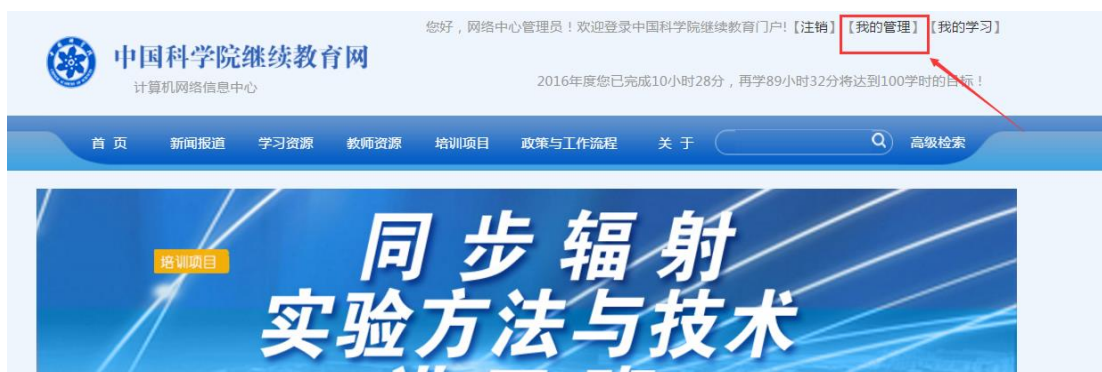 您好，网络中心管理员！欢迎登录中国科学院继续教育门户!【注销】【我的管理】【我的学习】
中国科学院继续教育网
计算机网络信息中心
2016年度您已完成10小时28分，再学89小时32分将达到100学时的目标！
首 页 新闻报道 学习资源 教师资源 培训项目 政策与工作流程 关 于 高级检索
培训项目
同步辐射
实验方法与技术